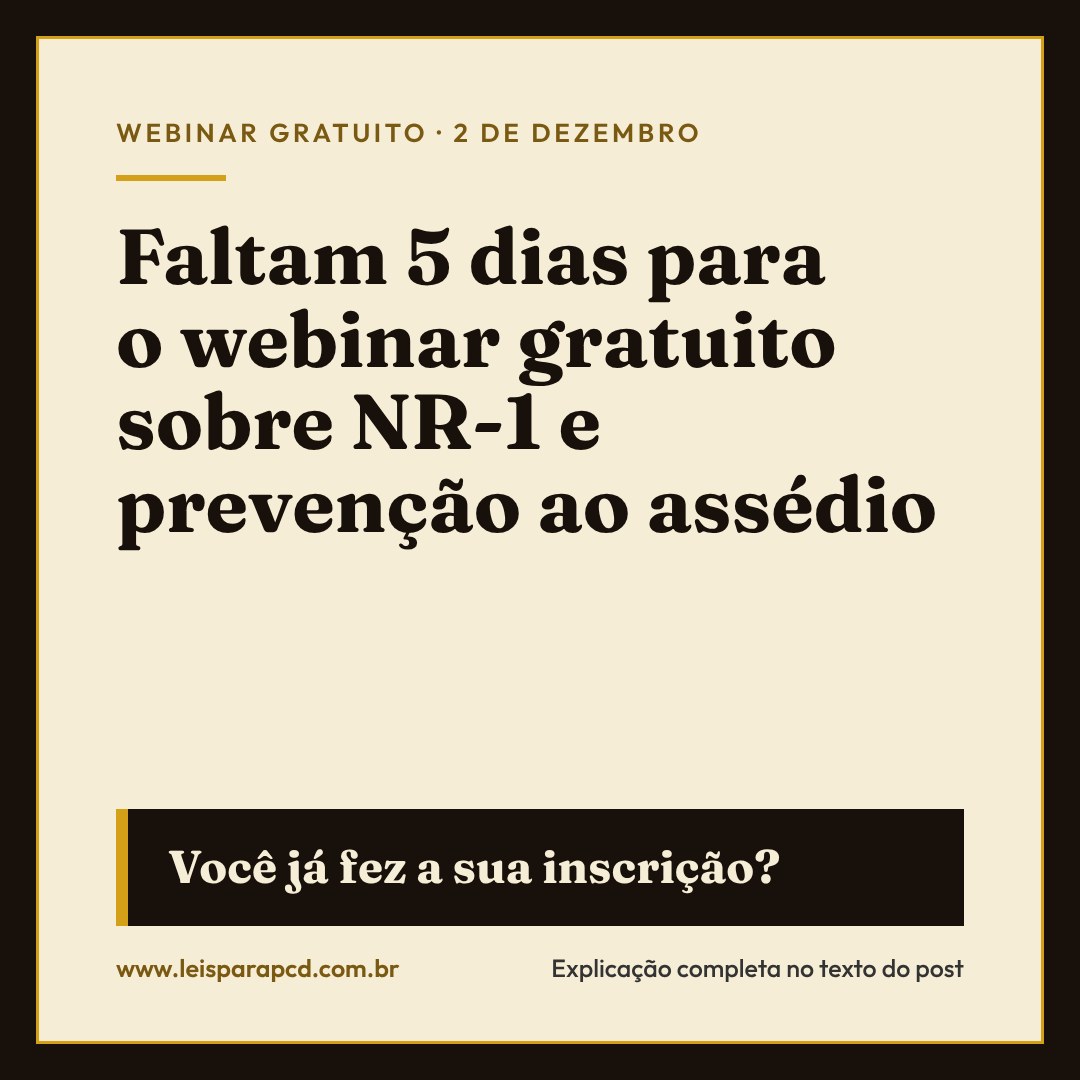 WEBINAR GRATUITO · 2 DE DEZEMBRO
Faltam 5 dias para
o webinar gratuito
sobre NR-1 e
prevenção ao assédio
Você já fez a sua inscrição?
www.leisparapcd.com.br
Explicação completa no texto do post